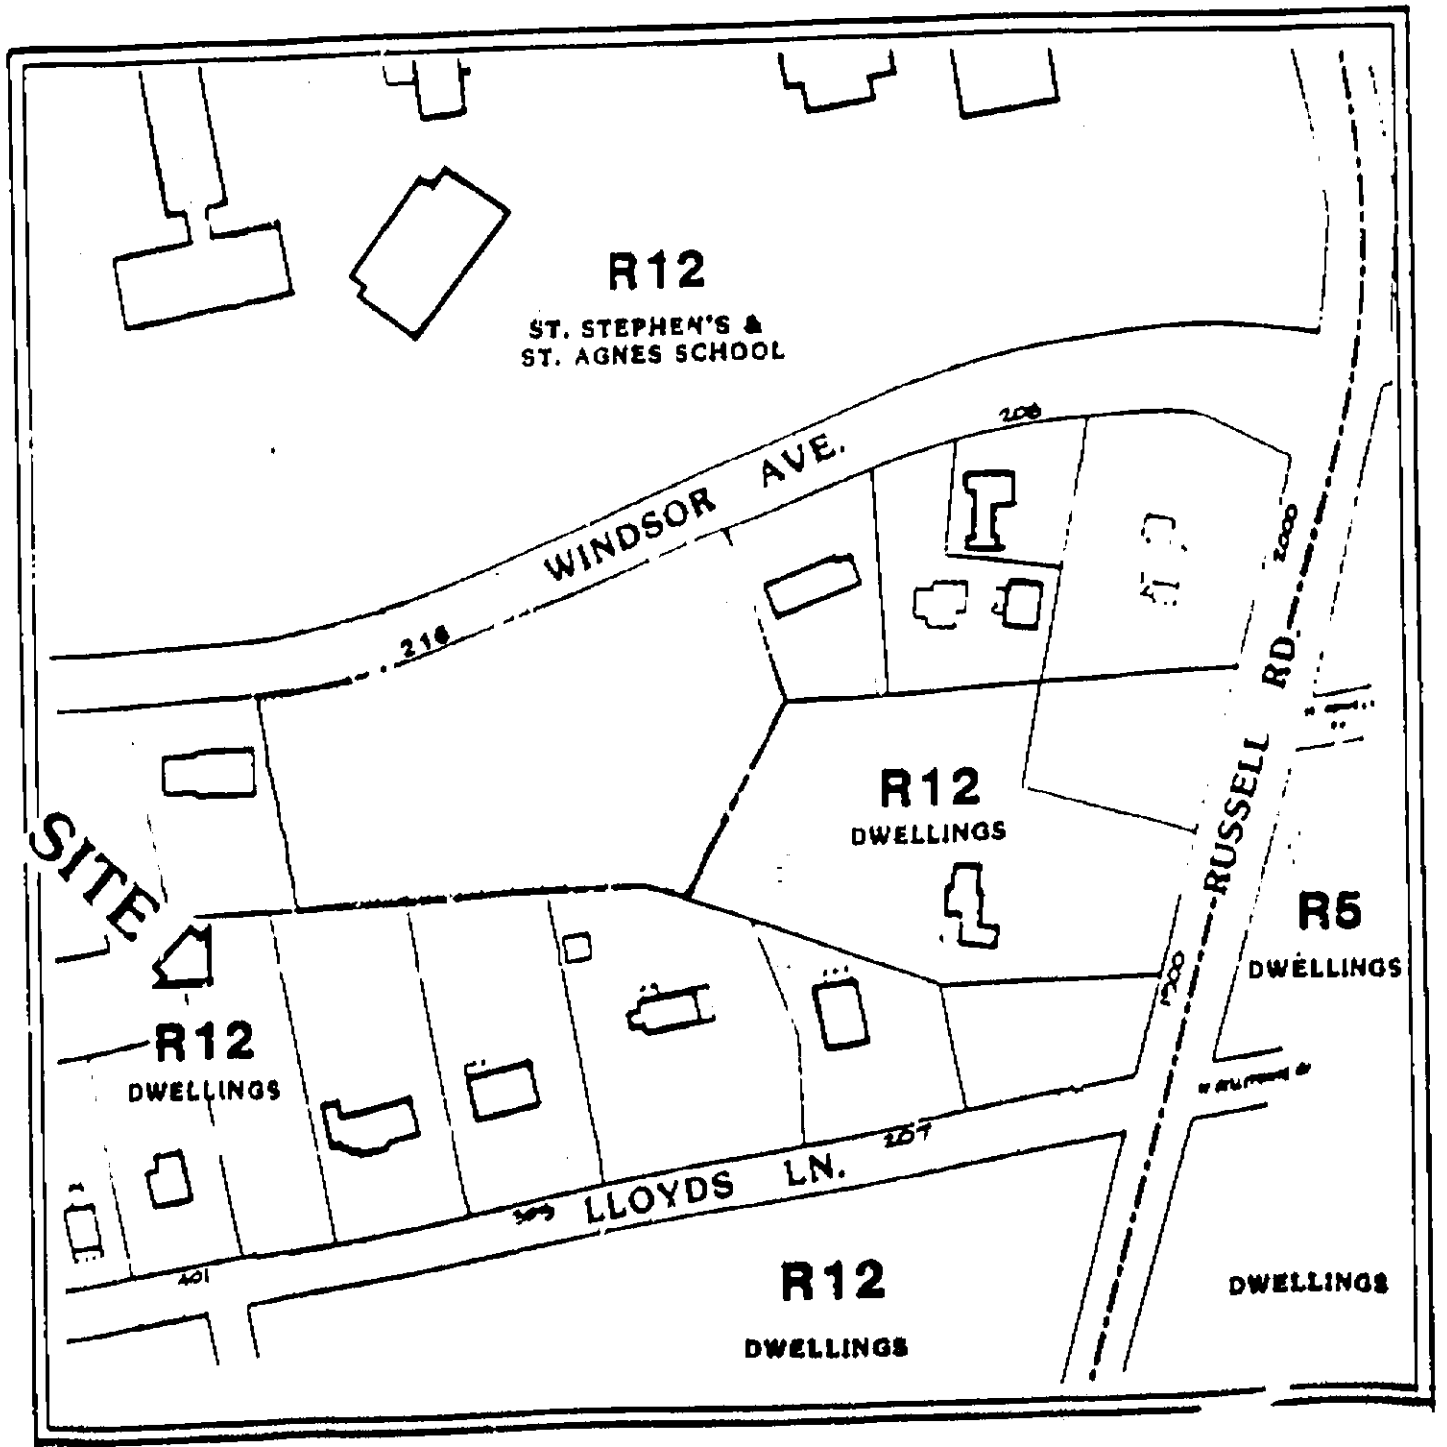 R12
ST. STEPHEN'S &
ST. AGNES SCHOOL
208
WINDSOR AVE.
2000
216
RUSSELL RD.
R12
DWELLINGS
SITE
R5
DWELLINGS
R12
DWELLINGS
1900
207
LLOYDS LN.
401
R12
DWELLINGS
DWELLINGS